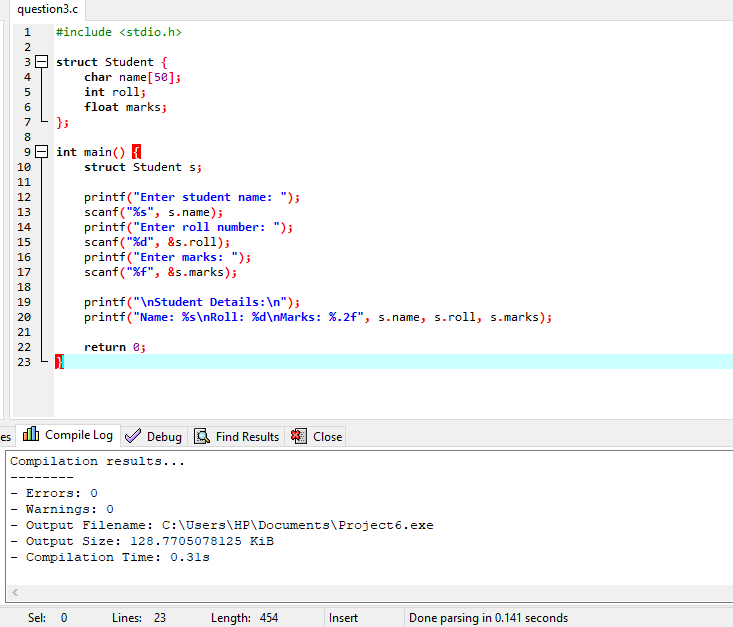 question3.c
1 #include <stdio.h>
2
3 struct Student {
4     char name[50];
5     int roll;
6     float marks;
7 };
8
9 int main() {
10     struct Student s;
11
12     printf("Enter student name: ");
13     scanf("%s", s.name);
14     printf("Enter roll number: ");
15     scanf("%d", &s.roll);
16     printf("Enter marks: ");
17     scanf("%f", &s.marks);
18
19     printf("\nStudent Details:\n");
20     printf("Name: %s\nRoll: %d\nMarks: %.2f", s.name, s.roll, s.marks);
21
22     return 0;
23 }
es Compile Log Debug Find Results Close
Compilation results...
--------
- Errors: 0
- Warnings: 0
- Output Filename: C:\Users\HP\Documents\Project6.exe
- Output Size: 128.7705078125 KiB
- Compilation Time: 0.31s
Sel: 0 Lines: 23 Length: 454 Insert Done parsing in 0.141 seconds